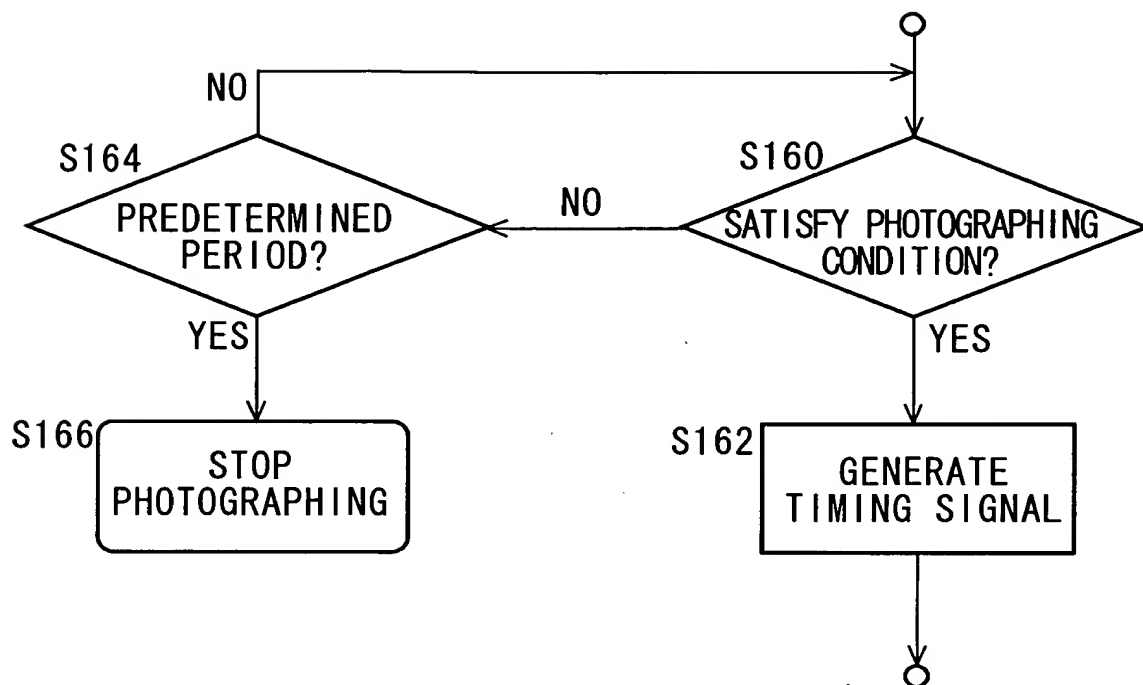 NO
S164
S160
PREDETERMINED
PERIOD?
NO
SATISFY PHOTOGRAPHING
CONDITION?
YES
YES
S166
STOP
PHOTOGRAPHING
S162
GENERATE
TIMING SIGNAL